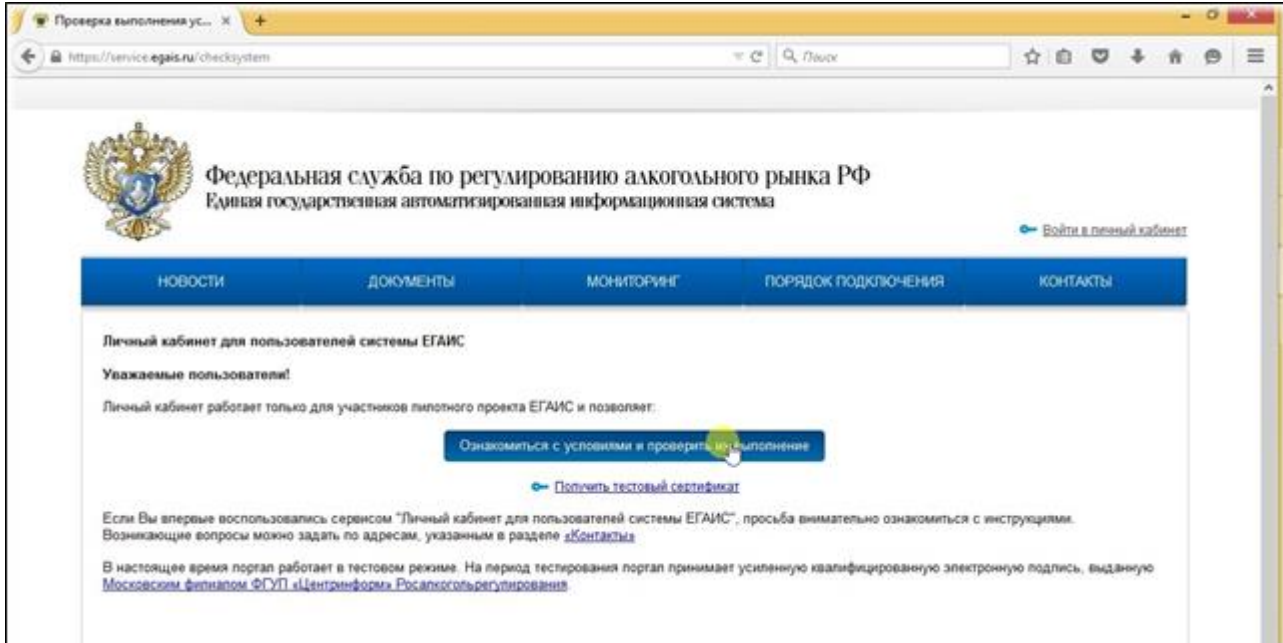 Проверка выполнения ус...
https://service.egais.ru/checksystem
Поиск
Федеральная служба по регулированию алкогольного рынка РФ
Единая государственная автоматизированная информационная система
Войти в личный кабинет
НОВОСТИ ДОКУМЕНТЫ МОНИТОРИНГ ПОРЯДОК ПОДКЛЮЧЕНИЯ КОНТАКТЫ
Личный кабинет для пользователей системы ЕГАИС
Уважаемые пользователи!
Личный кабинет работает только для участников пилотного проекта ЕГАИС и позволяет:
Ознакомиться с условиями и проверить их выполнение
Получить тестовый сертификат
Если Вы впервые воспользовались сервисом "Личный кабинет для пользователей системы ЕГАИС", просьба внимательно ознакомиться с инструкциями.
Возникающие вопросы можно задать по адресам, указанным в разделе «Контакты»
В настоящее время портал работает в тестовом режиме. На период тестирования портал принимает усиленную квалифицированную электронную подпись, выданную
Московским филиалом ФГУП «Центринформ» Росалкогольрегулирования.